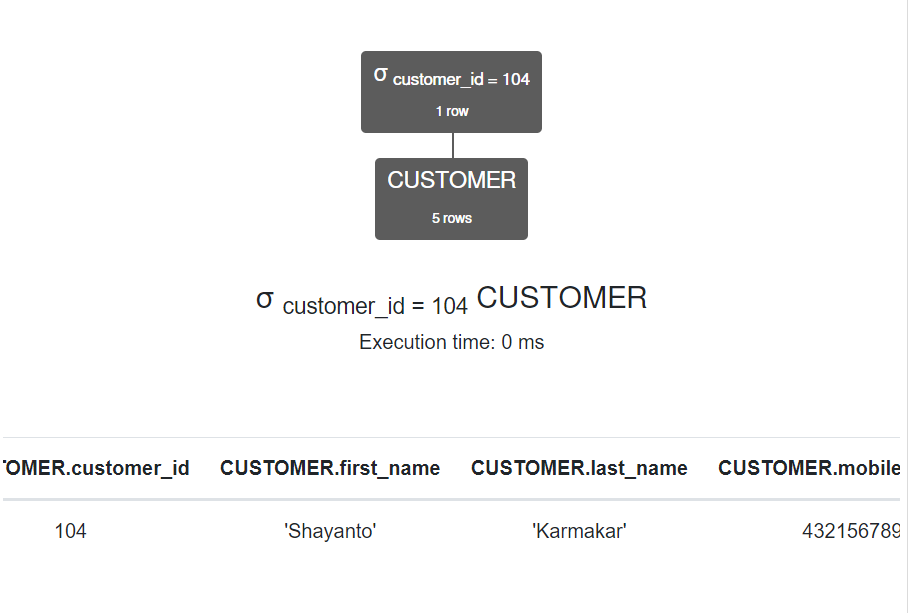 σ customer_id = 104
1 row
CUSTOMER
5 rows
σ customer_id = 104 CUSTOMER
Execution time: 0 ms
TOMER.customer_id CUSTOMER.first_name CUSTOMER.last_name CUSTOMER.mobile
104 'Shayanto' 'Karmakar' 432156789